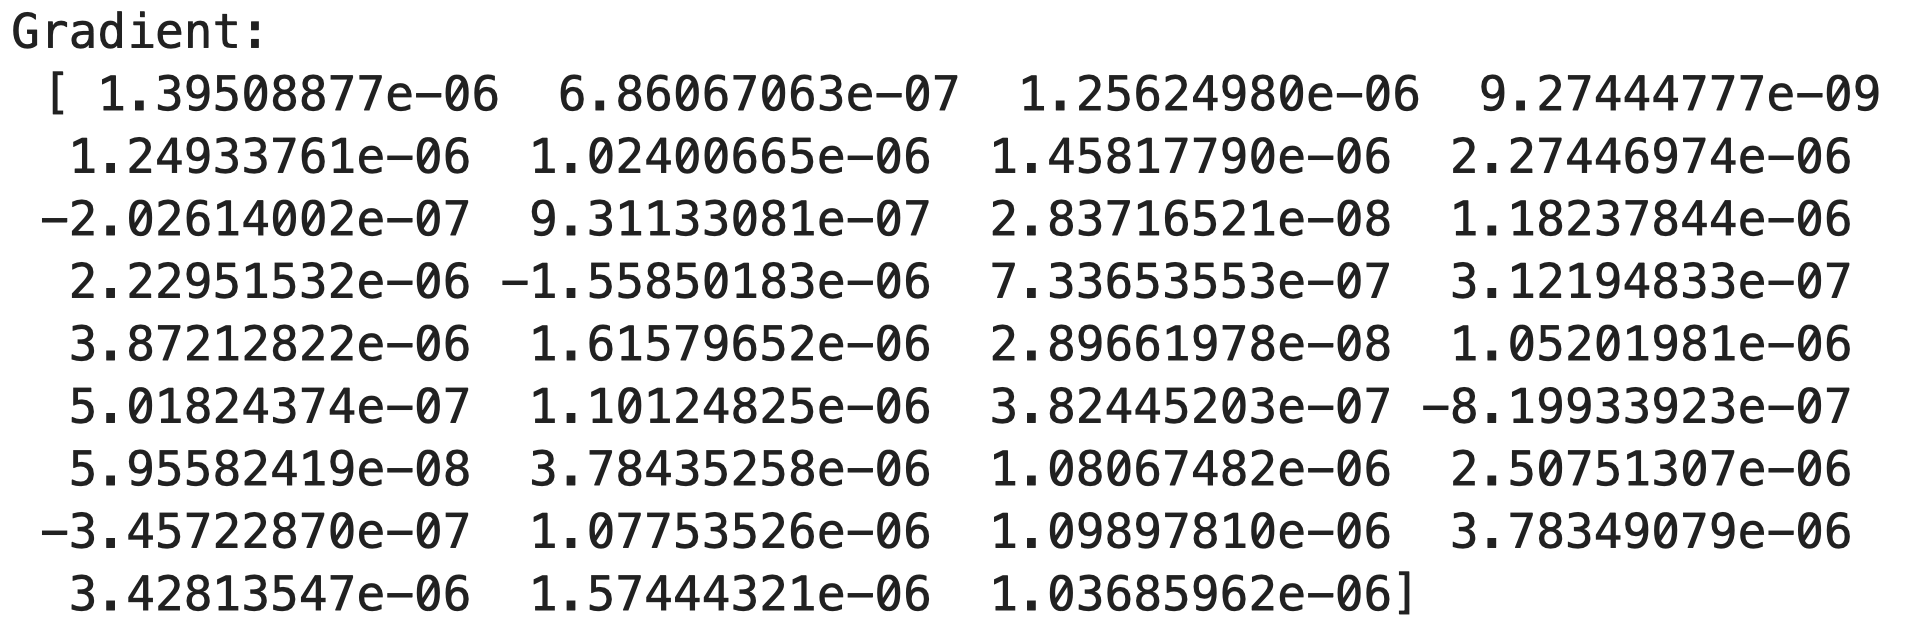 Gradient:
[ 1.39508877e−06 6.86067063e−07 1.25624980e−06 9.27444777e−09
1.24933761e−06 1.02400665e−06 1.45817790e−06 2.27446974e−06
−2.02614002e−07 9.31133081e−07 2.83716521e−08 1.18237844e−06
2.22951532e−06 −1.55850183e−06 7.33653553e−07 3.12194833e−07
3.87212822e−06 1.61579652e−06 2.89661978e−08 1.05201981e−06
5.01824374e−07 1.10124825e−06 3.82445203e−07 −8.19933923e−07
5.95582419e−08 3.78435258e−06 1.08067482e−06 2.50751307e−06
−3.45722870e−07 1.07753526e−06 1.09897810e−06 3.78349079e−06
3.42813547e−06 1.57444321e−06 1.03685962e−06]